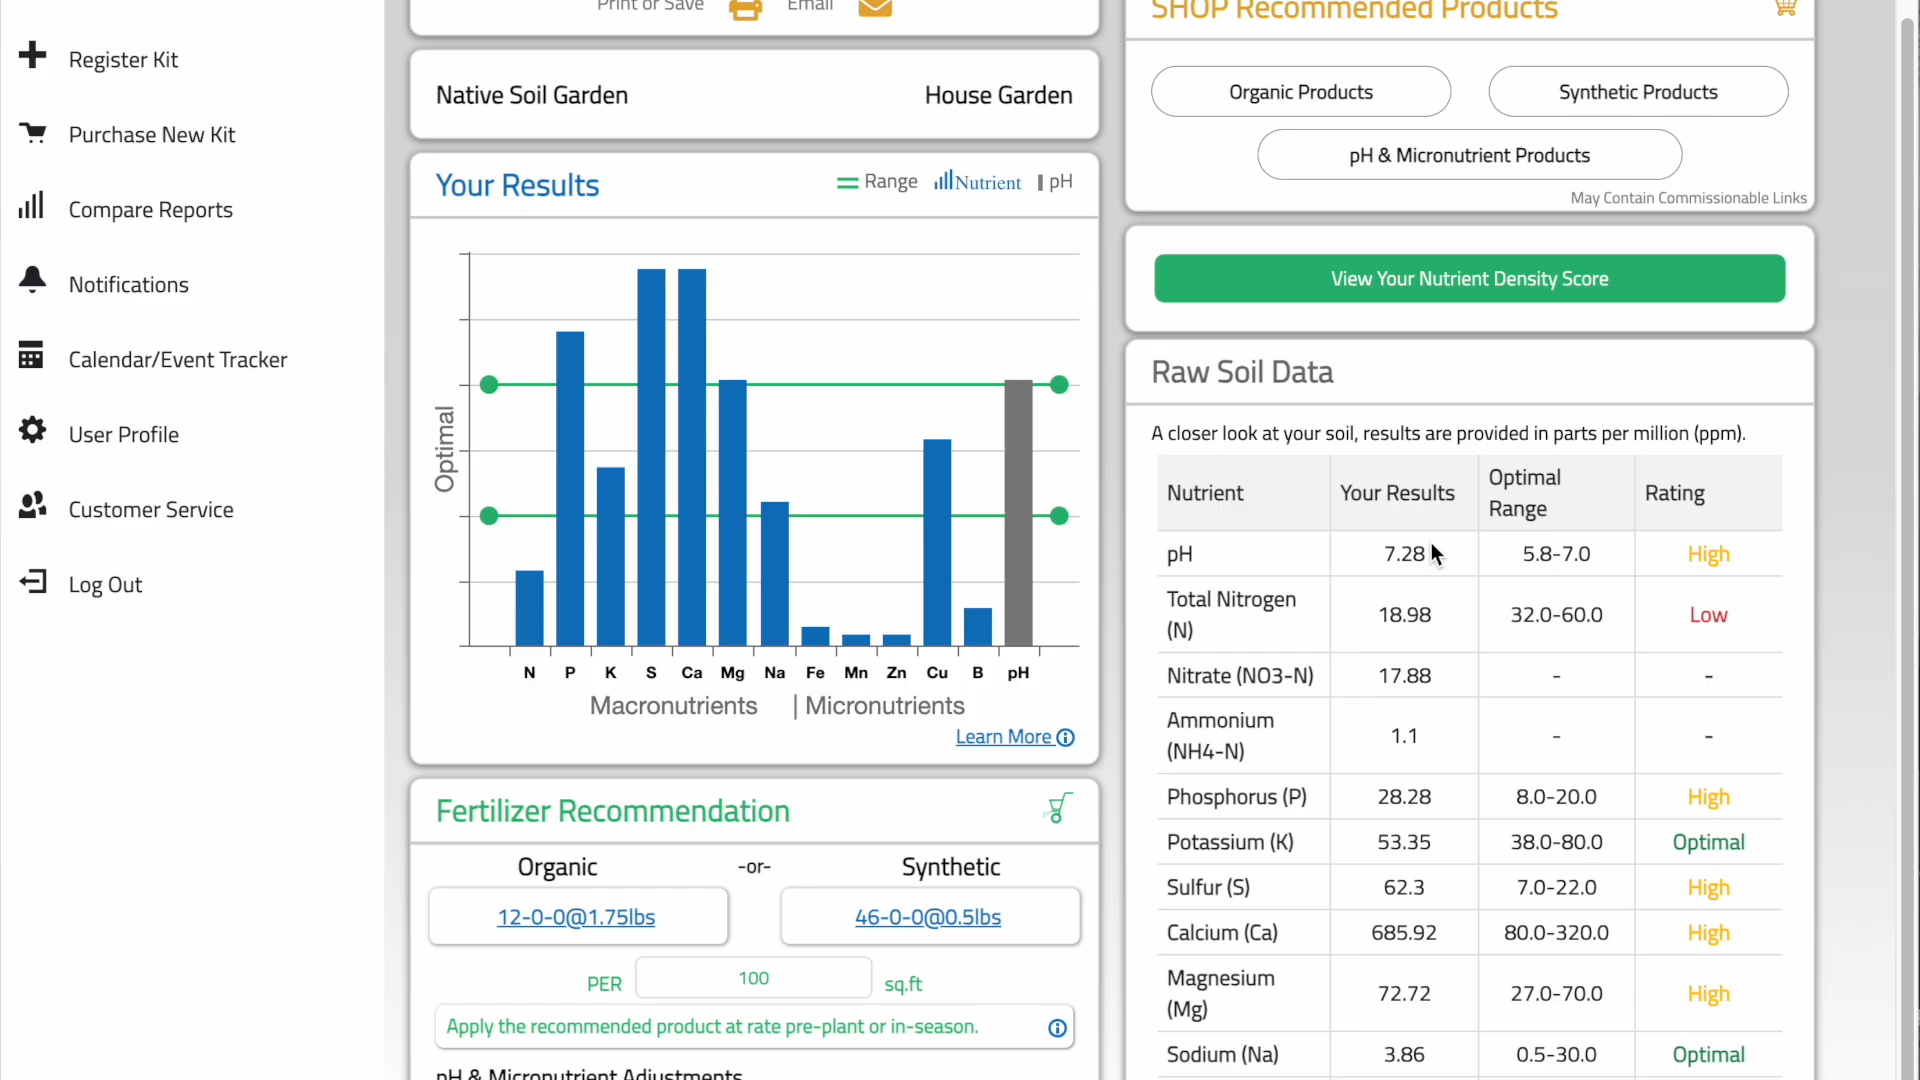 Register Kit
Purchase New Kit
Compare Reports
Notifications
Calendar/Event Tracker
User Profile
Customer Service
Log Out
Print or Save
Email
Native Soil Garden
House Garden
Your Results
Range
Nutrient
pH
Optimal
N P K S Ca Mg Na Fe Mn Zn Cu B pH
Macronutrients | Micronutrients
Learn More
Fertilizer Recommendation
Organic
-or-
Synthetic
12-0-0@1.75lbs
46-0-0@0.5lbs
PER 100 sq.ft
Apply the recommended product at rate pre-plant or in-season.
pH & Micronutrient Adjustments
SHOP Recommended Products
Organic Products
Synthetic Products
pH & Micronutrient Products
May Contain Commissionable Links
View Your Nutrient Density Score
Raw Soil Data
A closer look at your soil, results are provided in parts per million (ppm).
Nutrient Your Results Optimal Range Rating
pH 7.28 5.8-7.0 High
Total Nitrogen (N) 18.98 32.0-60.0 Low
Nitrate (NO3-N) 17.88 - -
Ammonium (NH4-N) 1.1 - -
Phosphorus (P) 28.28 8.0-20.0 High
Potassium (K) 53.35 38.0-80.0 Optimal
Sulfur (S) 62.3 7.0-22.0 High
Calcium (Ca) 685.92 80.0-320.0 High
Magnesium (Mg) 72.72 27.0-70.0 High
Sodium (Na) 3.86 0.5-30.0 Optimal